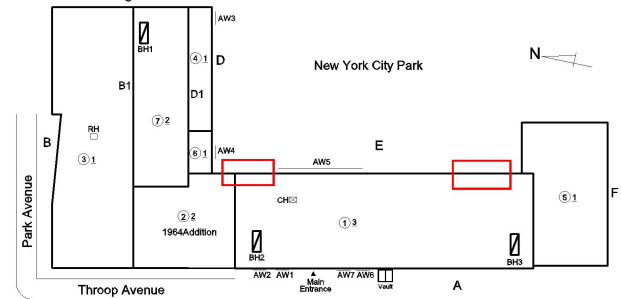 AW3
BH1
④ 1
D
New York City Park
N
B1
D1
RH
⑦ 2
B
③ 1
⑥ 1
AW4
E
AW5
Park Avenue
⑤ 1
F
CH
② 2
1964Addition
① 3
BH2
BH3
AW2 AW1
Main
Entrance
AW7 AW6
Vault
A
Throop Avenue